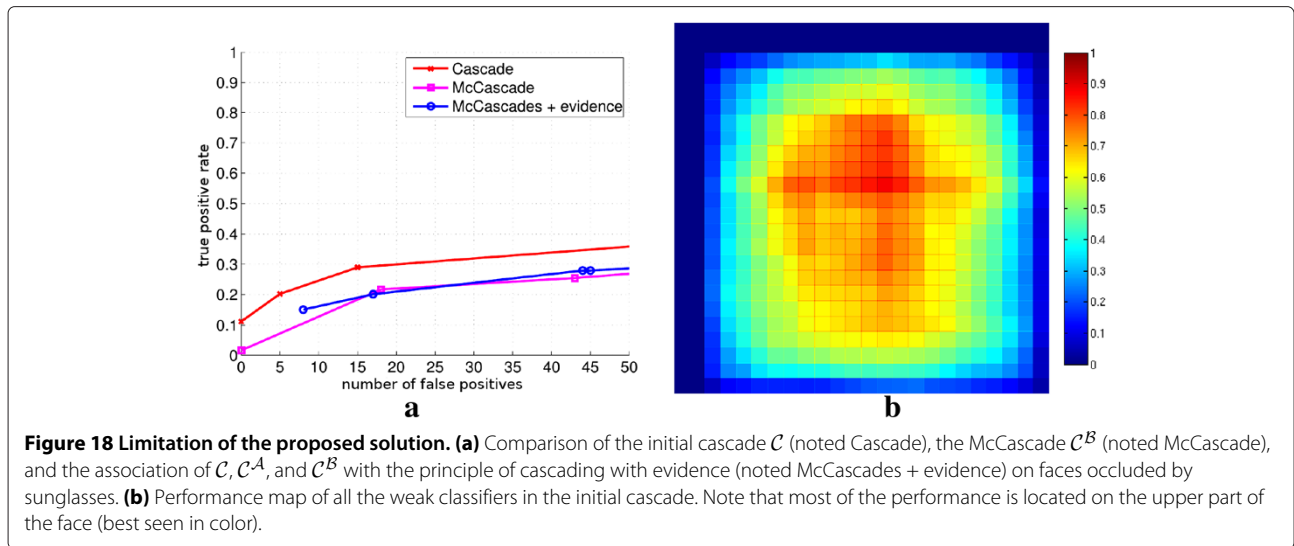 1
0.9
0.8
0.7
0.6
0.5
0.4
0.3
0.2
0.1
0
true positive rate
Cascade
McCascade
McCascades + evidence
0 5 10 15 20 25 30 35 40 45 50
number of false positives
a
1
0.9
0.8
0.7
0.6
0.5
0.4
0.3
0.2
0.1
0
b
Figure 18 Limitation of the proposed solution. (a) Comparison of the initial cascade 𝒞 (noted Cascade), the McCascade 𝒞^ℬ (noted McCascade),
and the association of 𝒞, 𝒞^𝒜, and 𝒞^ℬ with the principle of cascading with evidence (noted McCascades + evidence) on faces occluded by
sunglasses. (b) Performance map of all the weak classifiers in the initial cascade. Note that most of the performance is located on the upper part of
the face (best seen in color).